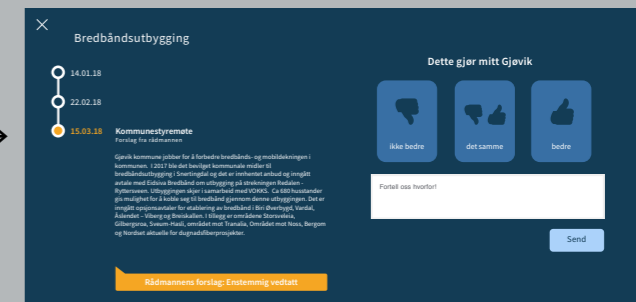 Bredbåndsutbygging
14.01.18
22.02.18
15.03.18
Kommunestyremøte
Forslag fra rådmannen
Gjøvik kommune jobber for å forbedre bredbånds- og mobildekningen i
kommunen. I 2017 ble det bevilget kommunale midler til
bredbåndsutbygging i Snertingdal og det er innhentet anbud og inngått
avtale med Eidsiva Bredbånd om utbygging på strekningen Redalen -
Ryttersveen. Utbyggingen skjer i samarbeid med VOKKS. Ca 680 husstander
gis mulighet for å koble seg til bredbånd gjennom denne utbyggingen. Det er
inngått opsjonsavtaler for etablering av bredbånd i Biri Øverbygd, Vardal,
Åslendet – Viberg og Breiskallen. I tillegg er områdene Storsveleia,
Gilbergsroa, Sveum-Hasli, området mot Tranalia, Området mot Noss, Bergom
og Nordset aktuelle for dugnadsfiberprosjekter.
Rådmannens forslag: Enstemmig vedtatt
Dette gjør mitt Gjøvik
ikke bedre
det samme
bedre
Fortell oss hvorfor!
Send